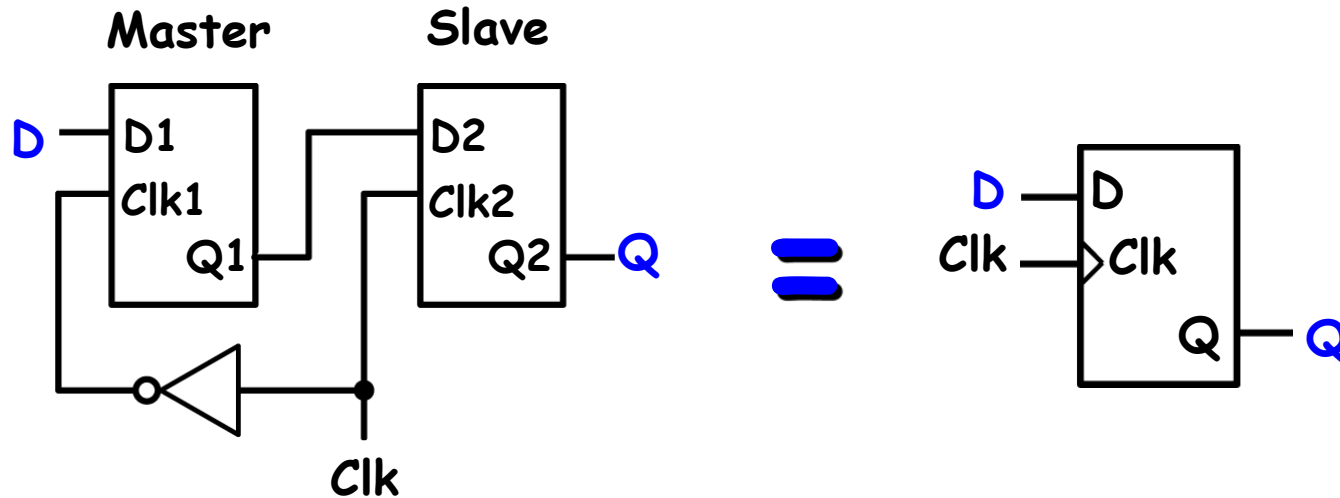 Master
Slave
D
D1
Clk1
Q1
D2
Clk2
Q2
Q
Clk
=
D
D
Clk
Clk
Q
Q